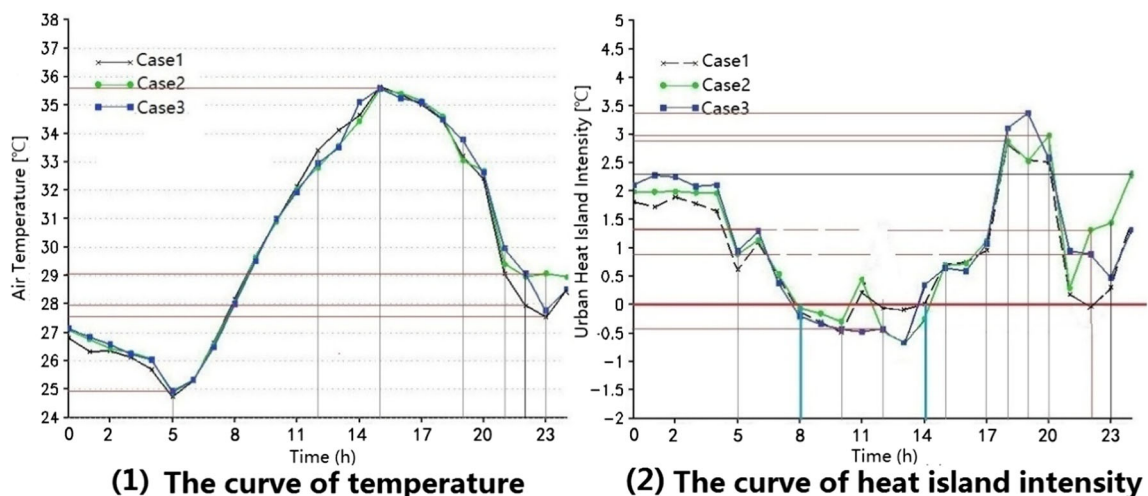 38
37
36
35
34
33
32
31
30
29
28
27
26
25
24
Air Temperature [℃]
Case1
Case2
Case3
0 2 5 8 11 14 17 20 23
Time (h)
(1) The curve of temperature
5
4.5
4
3.5
3
2.5
2
1.5
1
0.5
0
−0.5
−1
−1.5
−2
Urban Heat Island Intensity [℃]
Case1
Case2
Case3
0 2 5 8 11 14 17 20 23
Time (h)
(2) The curve of heat island intensity